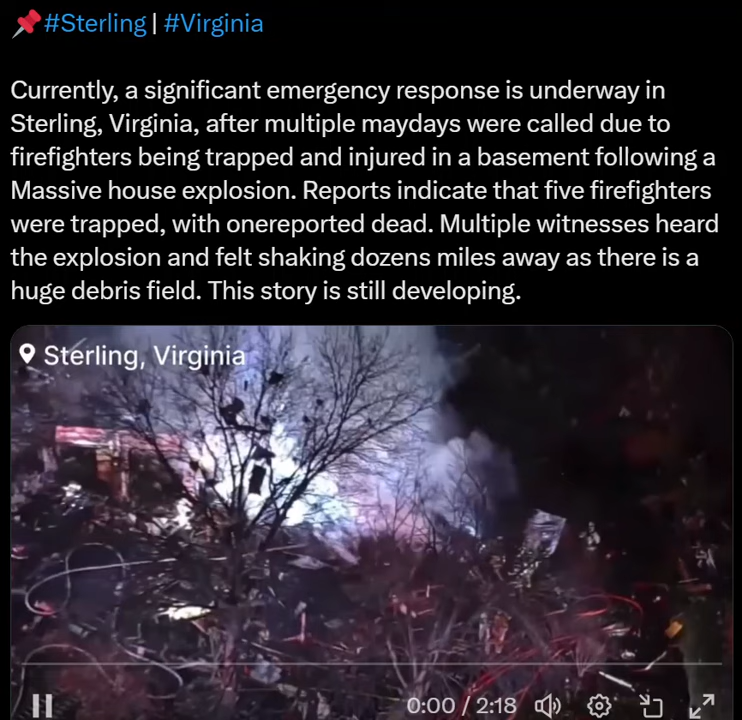 📌#Sterling | #Virginia
Currently, a significant emergency response is underway in
Sterling, Virginia, after multiple maydays were called due to
firefighters being trapped and injured in a basement following a
Massive house explosion. Reports indicate that five firefighters
were trapped, with onereported dead. Multiple witnesses heard
the explosion and felt shaking dozens miles away as there is a
huge debris field. This story is still developing.
Sterling, Virginia
0:00 / 2:18